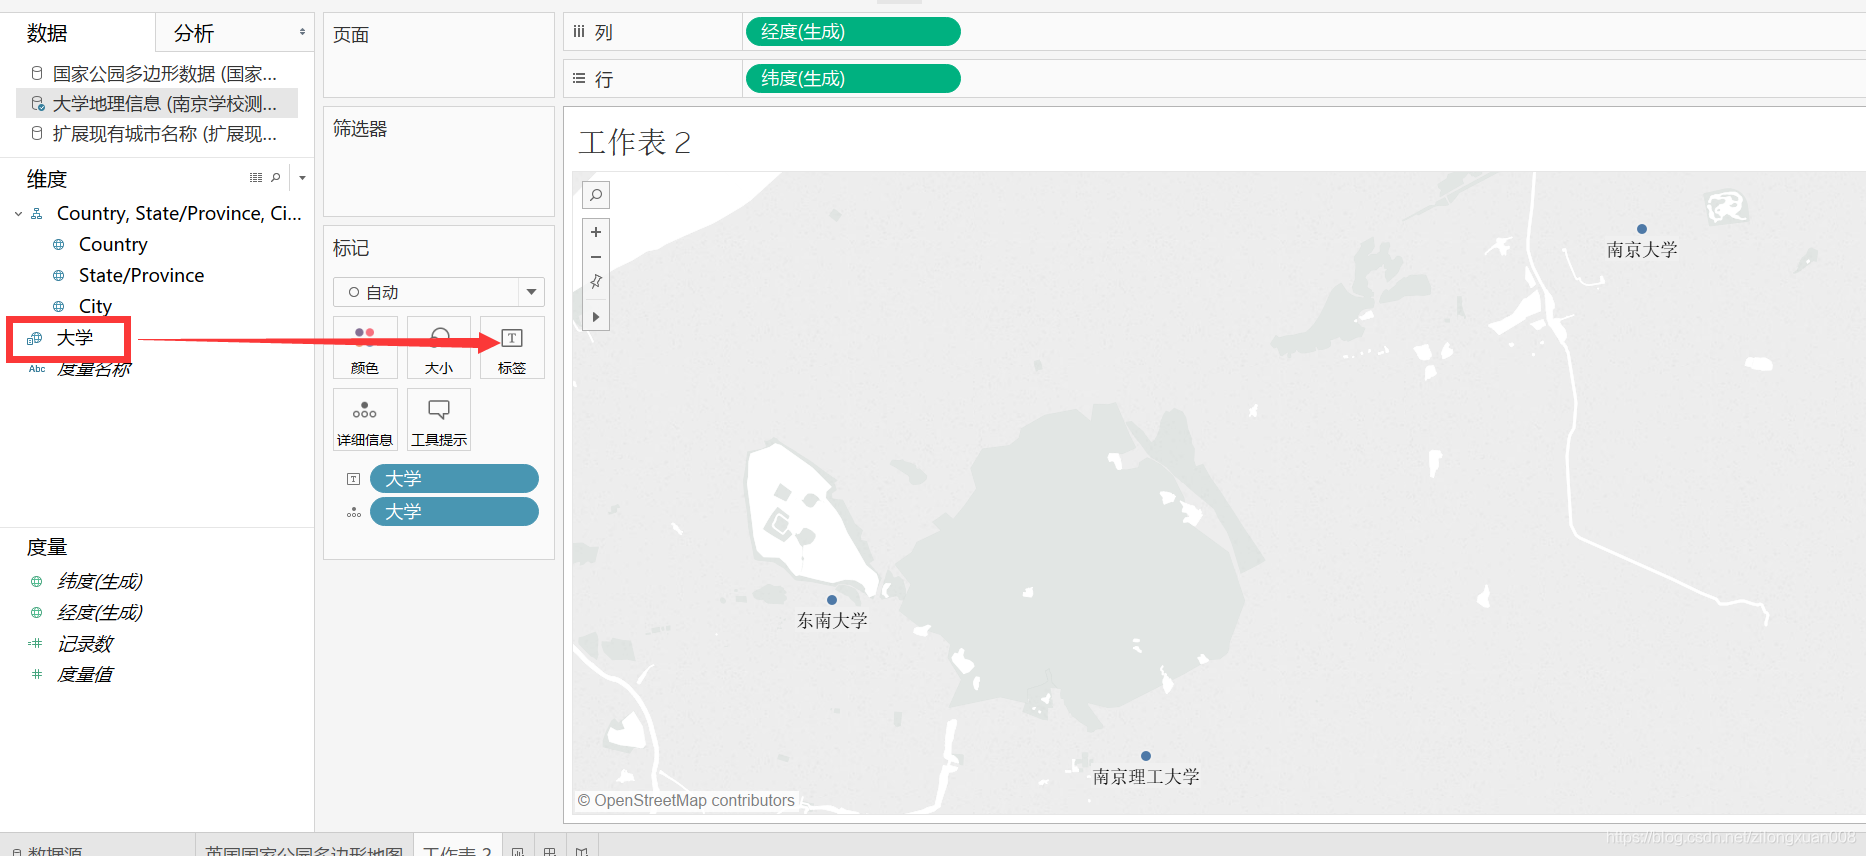 数据
分析
国家公园多边形数据 (国家...
大学地理信息 (南京学校测...
扩展现有城市名称 (扩展现...
维度
Country, State/Province, Ci...
Country
State/Province
City
大学
Abc 度量名称
度量
纬度(生成)
经度(生成)
记录数
度量值
页面
筛选器
标记
自动
颜色
大小
T
标签
详细信息
工具提示
T 大学
大学
列
经度(生成)
行
纬度(生成)
工作表 2
南京大学
东南大学
南京理工大学
© OpenStreetMap contributors
数据源
英国国家公园多边形地图
工作表 2
https://blog.csdn.net/zilongxuan008